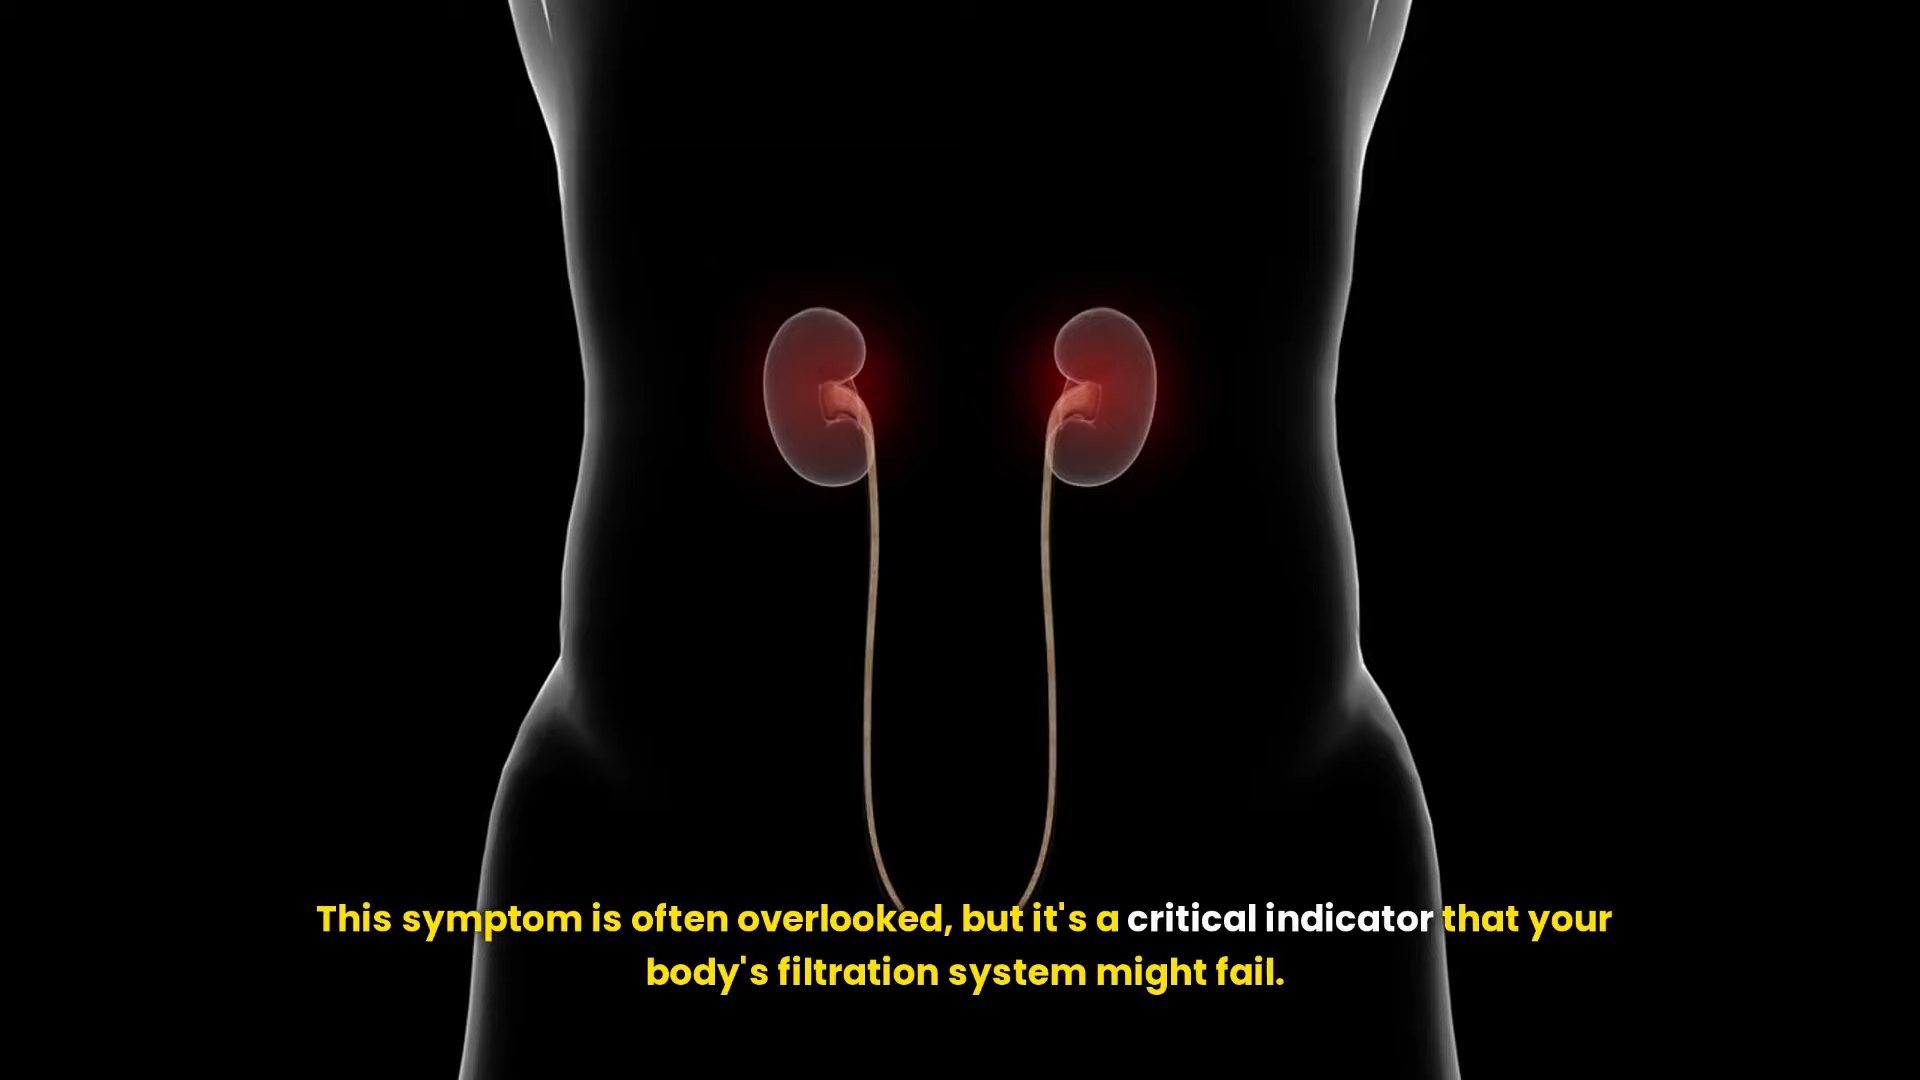 This symptom is often overlooked, but it's a critical indicator that your
body's filtration system might fail.